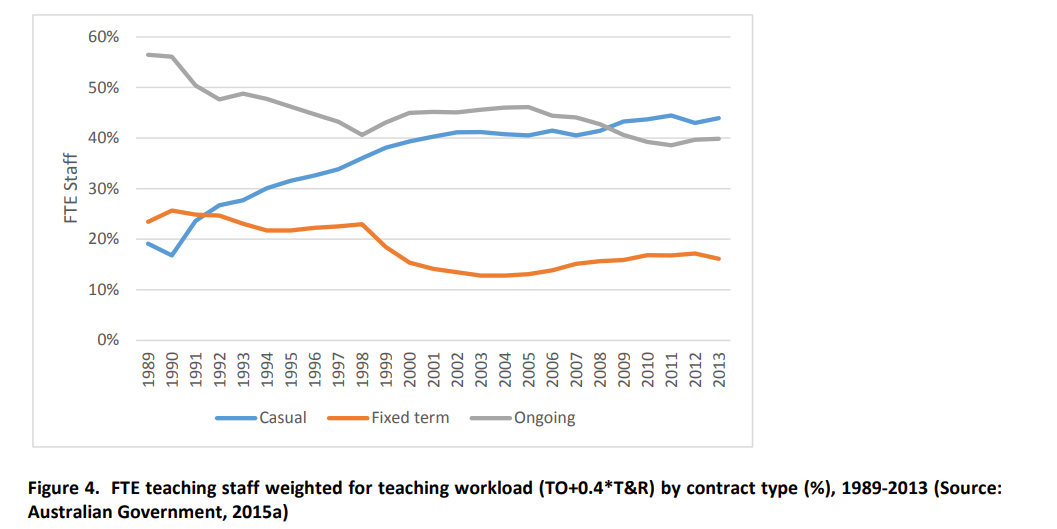 60%
50%
40%
30%
20%
10%
0%
FTE Staff
1989 1990 1991 1992 1993 1994 1995 1996 1997 1998 1999 2000 2001 2002 2003 2004 2005 2006 2007 2008 2009 2010 2011 2012 2013
Casual Fixed term Ongoing
Figure 4. FTE teaching staff weighted for teaching workload (TO+0.4*T&R) by contract type (%), 1989-2013 (Source:
Australian Government, 2015a)